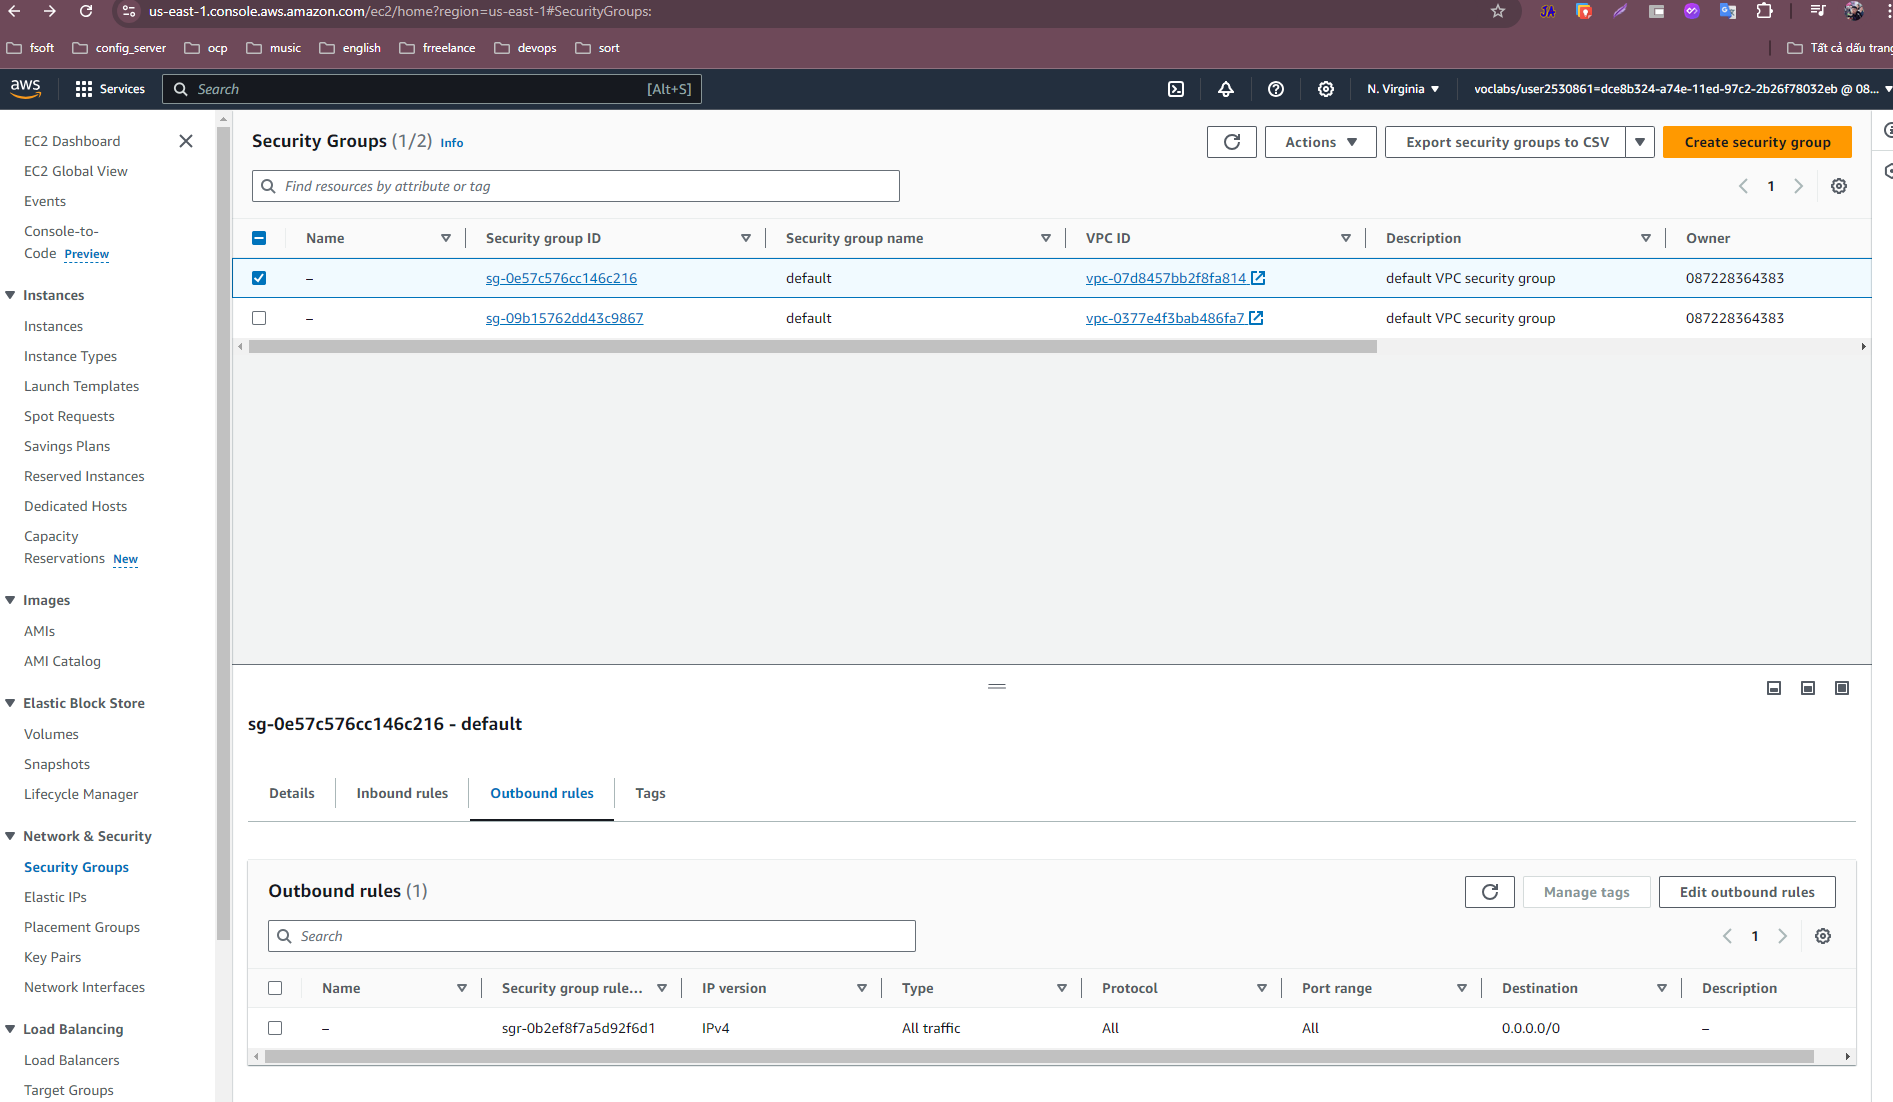 us-east-1.console.aws.amazon.com/ec2/home?region=us-east-1#SecurityGroups:
fsoft config_server ocp music english frreelance devops sort Tất cả dấu trang
aws Services Search [Alt+S] N. Virginia voclabs/user2530861=dce8b324-a74e-11ed-97c2-2b26f78032eb @ 08...
EC2 Dashboard
EC2 Global View
Events
Console-to-
Code Preview
Instances
Instances
Instance Types
Launch Templates
Spot Requests
Savings Plans
Reserved Instances
Dedicated Hosts
Capacity
Reservations New
Images
AMIs
AMI Catalog
Elastic Block Store
Volumes
Snapshots
Lifecycle Manager
Network & Security
Security Groups
Elastic IPs
Placement Groups
Key Pairs
Network Interfaces
Load Balancing
Load Balancers
Target Groups
Security Groups (1/2) Info
Actions Export security groups to CSV Create security group
Find resources by attribute or tag
1
Name Security group ID Security group name VPC ID Description Owner
– sg-0e57c576cc146c216 default vpc-07d8457bb2f8fa814 default VPC security group 087228364383
– sg-09b15762dd43c9867 default vpc-0377e4f3bab486fa7 default VPC security group 087228364383
sg-0e57c576cc146c216 - default
Details Inbound rules Outbound rules Tags
Outbound rules (1)
Manage tags Edit outbound rules
Search
1
Name Security group rule... IP version Type Protocol Port range Destination Description
– sgr-0b2ef8f7a5d92f6d1 IPv4 All traffic All All 0.0.0.0/0 –